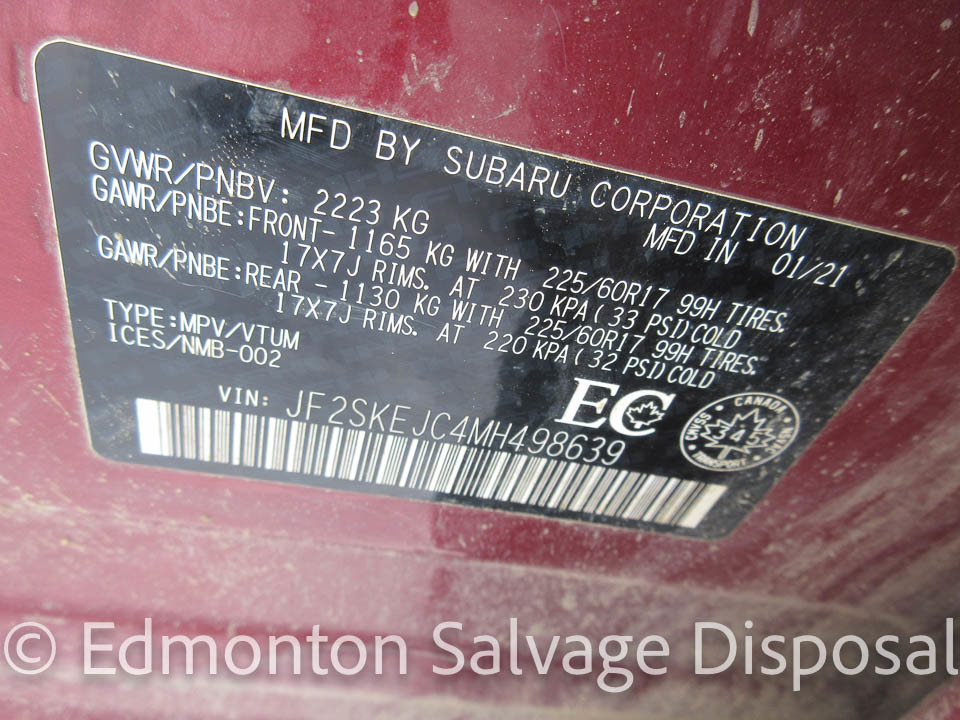 MFD BY SUBARU CORPORATION
GVWR/PNBV: 2223 KG MFD IN 01/21
GAWR/PNBE:FRONT- 1165 KG WITH 225/60R17 99H TIRES.
17X7J RIMS. AT 230 KPA (33 PSI)COLD
GAWR/PNBE:REAR - 1130 KG WITH 225/60R17 99H TIRES.
17X7J RIMS. AT 220 KPA (32 PSI)COLD
TYPE:MPV/VTUM
ICES/NMB-002
EC
VIN: JF2SKEJC4MH498639
CANADA
TRANSPORT
345
© Edmonton Salvage Disposal